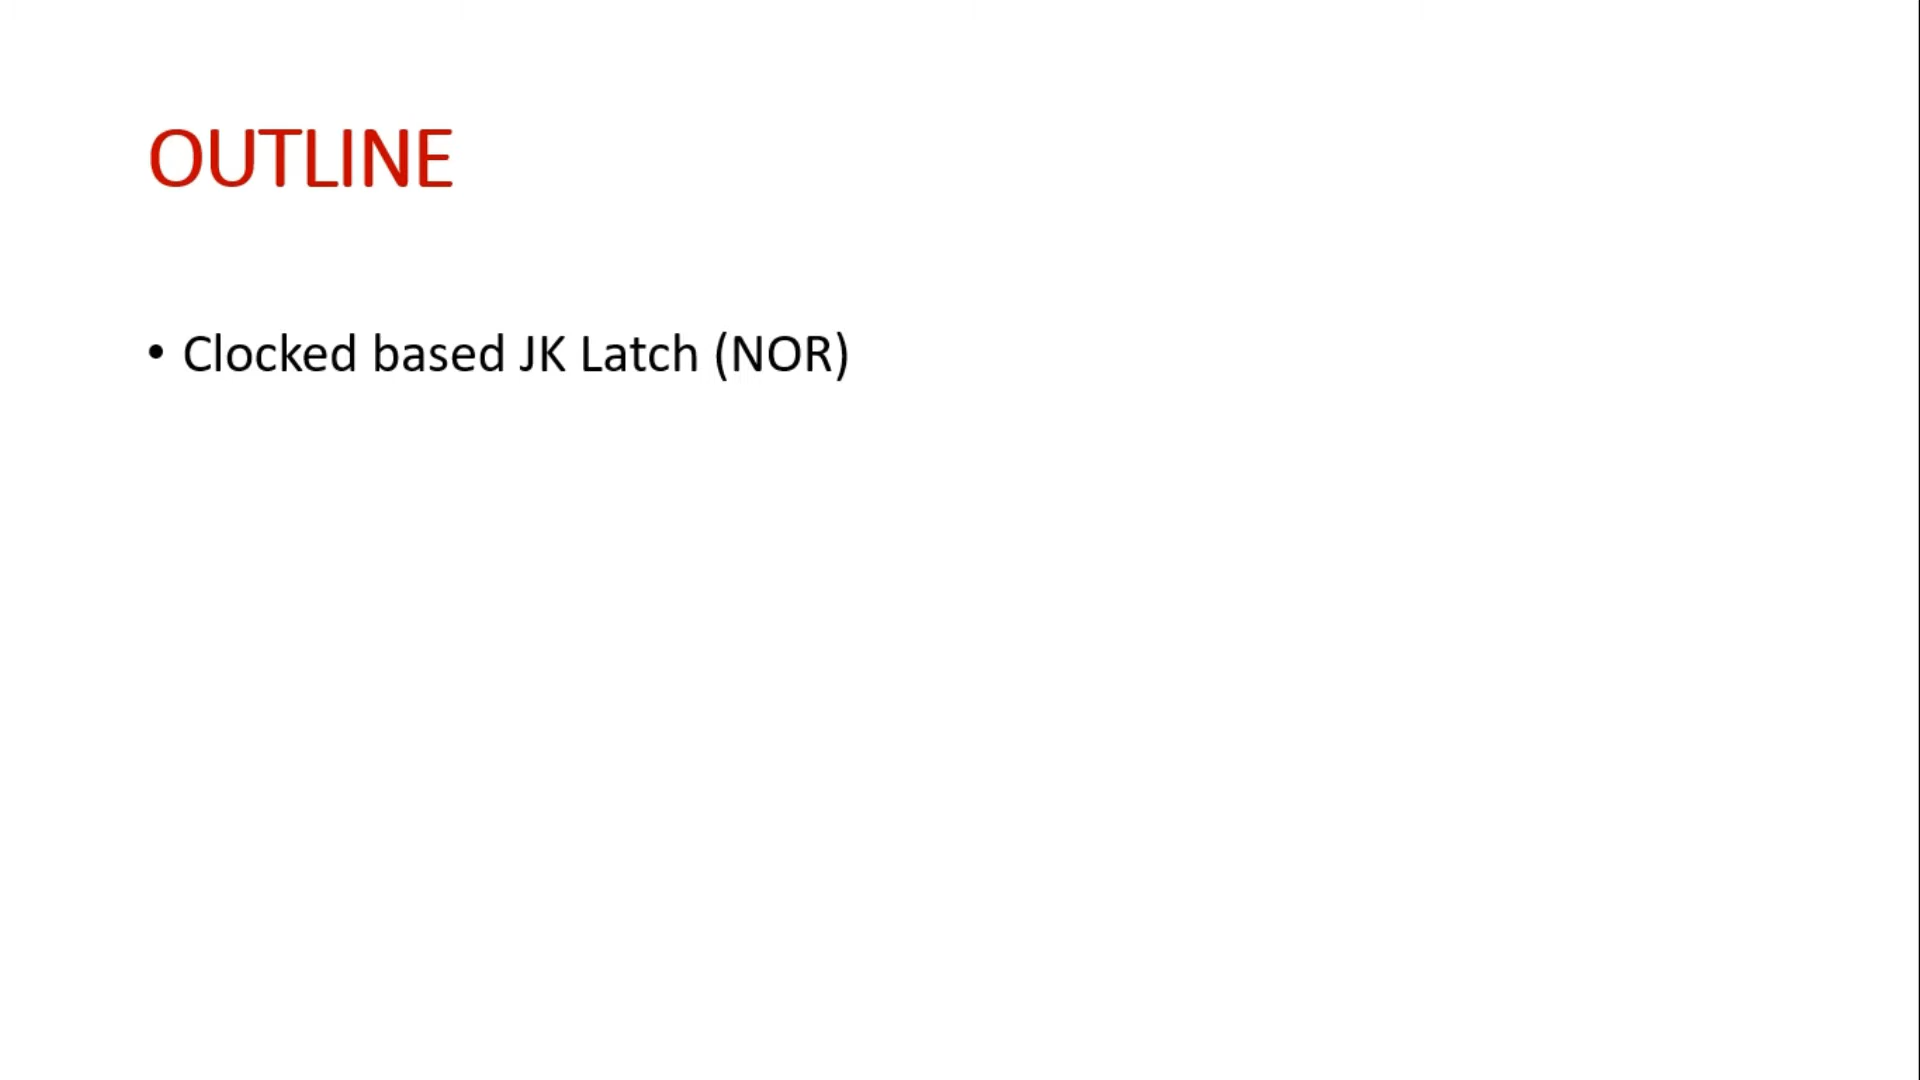 OUTLINE
• Clocked based JK Latch (NOR)